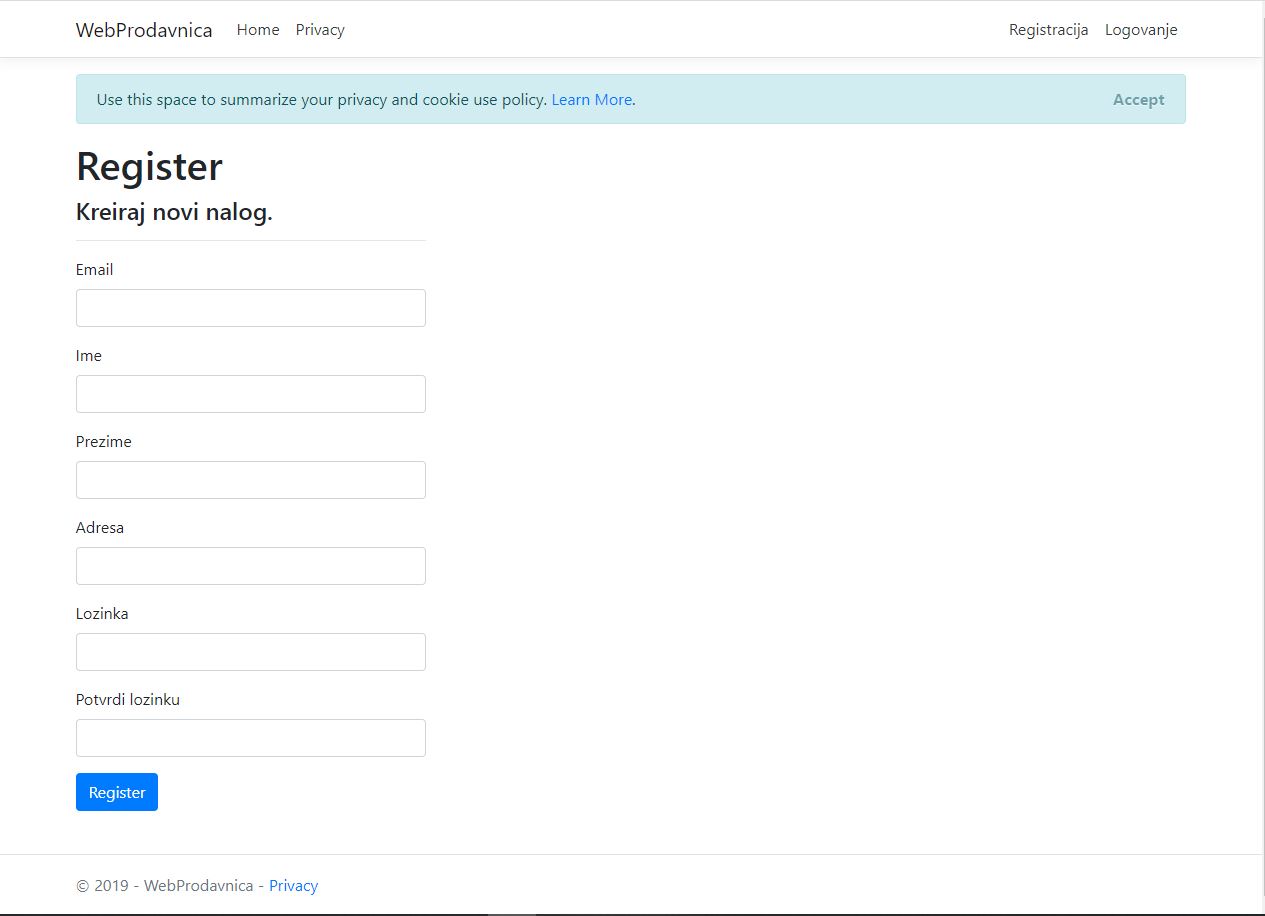 WebProdavnica Home Privacy Registracija Logovanje
Use this space to summarize your privacy and cookie use policy. Learn More. Accept
Register
Kreiraj novi nalog.
Email
Ime
Prezime
Adresa
Lozinka
Potvrdi lozinku
Register
© 2019 - WebProdavnica - Privacy